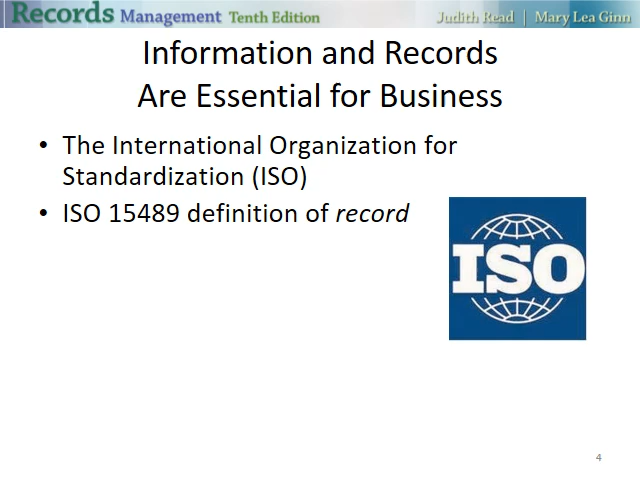 Records Management Tenth Edition Judith Read | Mary Lea Ginn
Information and Records
Are Essential for Business
• The International Organization for
Standardization (ISO)
• ISO 15489 definition of record
ISO
4